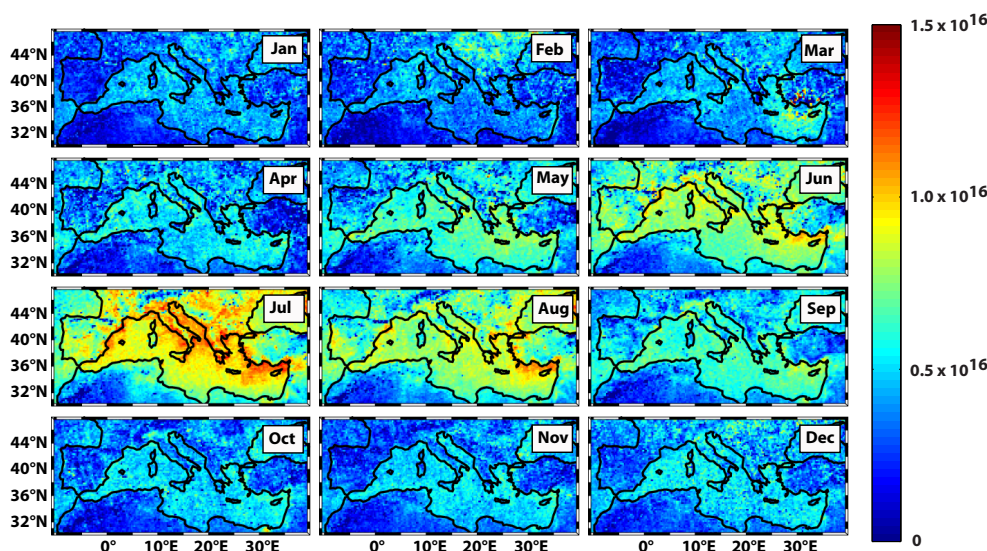 Jan Feb Mar 1.5 x 10^16
44°N
40°N
36°N
32°N
Apr May Jun 1.0 x 10^16
44°N
40°N
36°N
32°N
Jul Aug Sep 0.5 x 10^16
44°N
40°N
36°N
32°N
Oct Nov Dec
44°N
40°N
36°N
32°N
0° 10°E 20°E 30°E 0° 10°E 20°E 30°E 0° 10°E 20°E 30°E 0